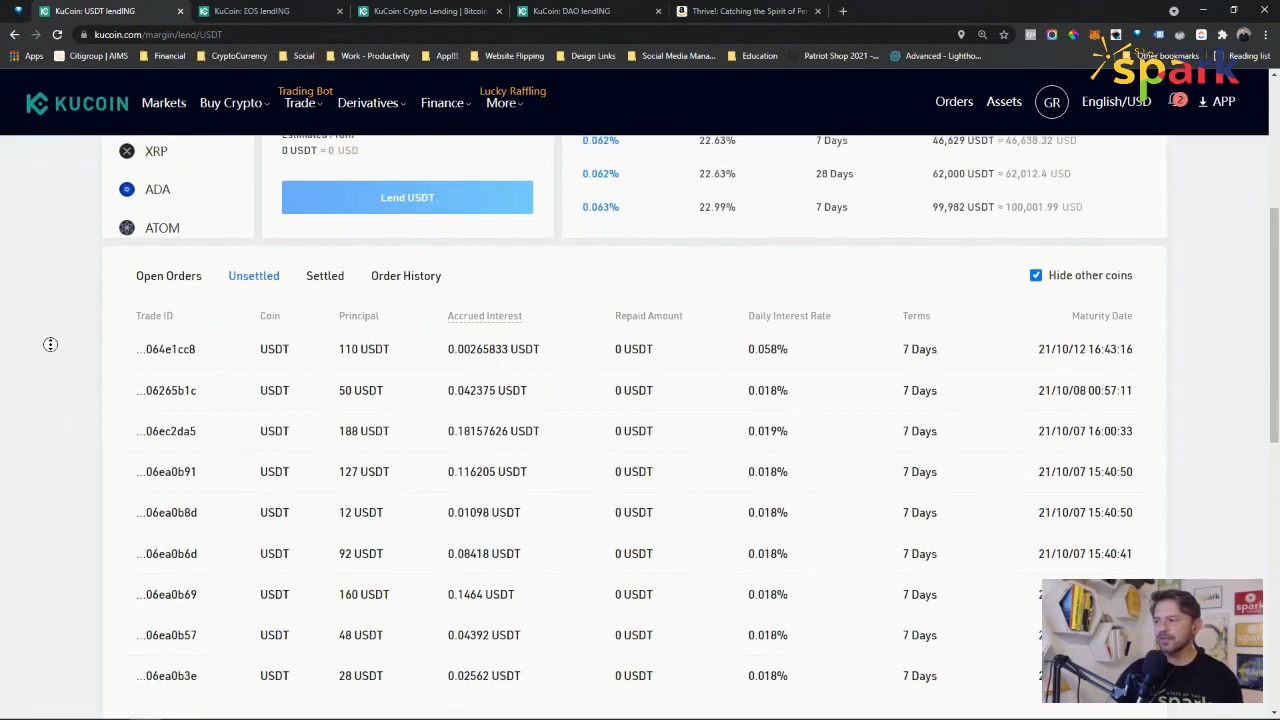 KuCoin: USDT lendING
KuCoin: EOS lendING
KuCoin: Crypto Lending | Bitcoin
KuCoin: DAO lendING
Thrive!: Catching the Spirit of Pe
kucoin.com/margin/lend/USDT
Apps Citigroup | AIMS Financial CryptoCurrency Social Work - Productivity App!!! Website Flipping Design Links Social Media Mana... Education Patriot Shop 2021 -... Advanced – Lightho... Other bookmarks Reading list
spark
Trading Bot Lucky Raffling
KUCOIN Markets Buy Crypto Trade Derivatives Finance More Orders Assets GR English/USD 2 APP
Estimated Profit
0 USDT ≈ 0 USD
XRP
ADA
ATOM
Lend USDT
0.062% 22.63% 7 Days 46,629 USDT ≈ 46,638.32 USD
0.062% 22.63% 28 Days 62,000 USDT ≈ 62,012.4 USD
0.063% 22.99% 7 Days 99,982 USDT ≈ 100,001.99 USD
Open Orders Unsettled Settled Order History Hide other coins
Trade ID Coin Principal Accrued Interest Repaid Amount Daily Interest Rate Terms Maturity Date
...064e1cc8 USDT 110 USDT 0.00265833 USDT 0 USDT 0.058% 7 Days 21/10/12 16:43:16
...06265b1c USDT 50 USDT 0.042375 USDT 0 USDT 0.018% 7 Days 21/10/08 00:57:11
...06ec2da5 USDT 188 USDT 0.18157626 USDT 0 USDT 0.019% 7 Days 21/10/07 16:00:33
...06ea0b91 USDT 127 USDT 0.116205 USDT 0 USDT 0.018% 7 Days 21/10/07 15:40:50
...06ea0b8d USDT 12 USDT 0.01098 USDT 0 USDT 0.018% 7 Days 21/10/07 15:40:50
...06ea0b6d USDT 92 USDT 0.08418 USDT 0 USDT 0.018% 7 Days 21/10/07 15:40:41
...06ea0b69 USDT 160 USDT 0.1464 USDT 0 USDT 0.018% 7 Days 2
...06ea0b57 USDT 48 USDT 0.04392 USDT 0 USDT 0.018% 7 Days 2
...06ea0b3e USDT 28 USDT 0.02562 USDT 0 USDT 0.018% 7 Days 2
spark
spark
spark